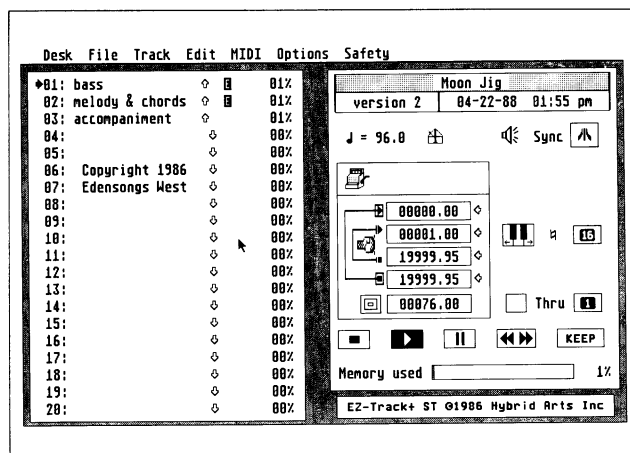 Desk File Track Edit MIDI Options Safety
01: bass E 01%
02: melody & chords E 01%
03: accompaniment 01%
04: 00%
05: 00%
06: Copyright 1986 00%
07: Edensongs West 00%
08: 00%
09: 00%
10: 00%
11: 00%
12: 00%
13: 00%
14: 00%
15: 00%
16: 00%
17: 00%
18: 00%
19: 00%
20: 00%
Moon Jig
version 2 04-22-88 01:55 pm
♩ = 96.0 Sync
00000.00
00001.00
19999.95
♮ 16
19999.95
00076.00
Thru 1
KEEP
Memory used 1%
EZ-Track+ ST ©1986 Hybrid Arts Inc